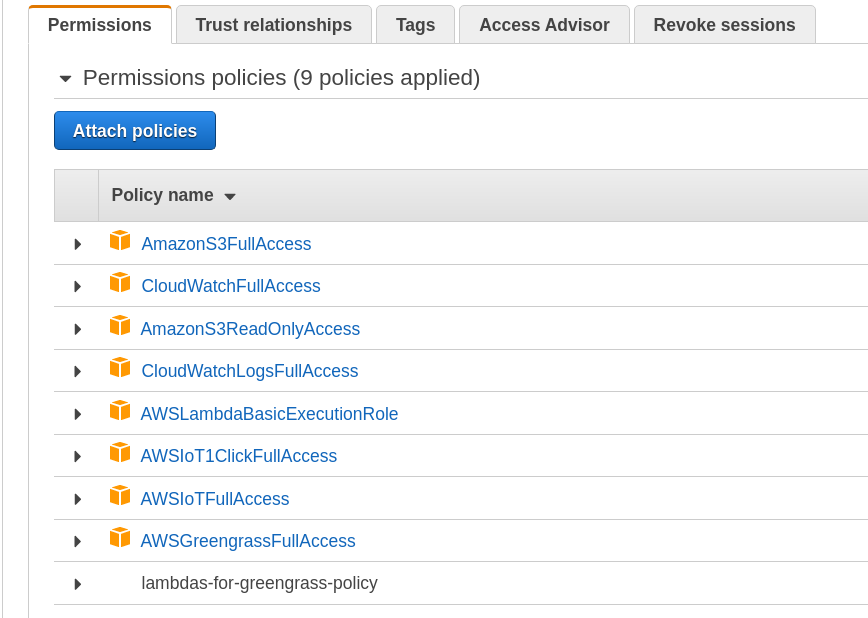 Permissions Trust relationships Tags Access Advisor Revoke sessions
Permissions policies (9 policies applied)
Attach policies
Policy name
AmazonS3FullAccess
CloudWatchFullAccess
AmazonS3ReadOnlyAccess
CloudWatchLogsFullAccess
AWSLambdaBasicExecutionRole
AWSIoT1ClickFullAccess
AWSIoTFullAccess
AWSGreengrassFullAccess
lambdas-for-greengrass-policy